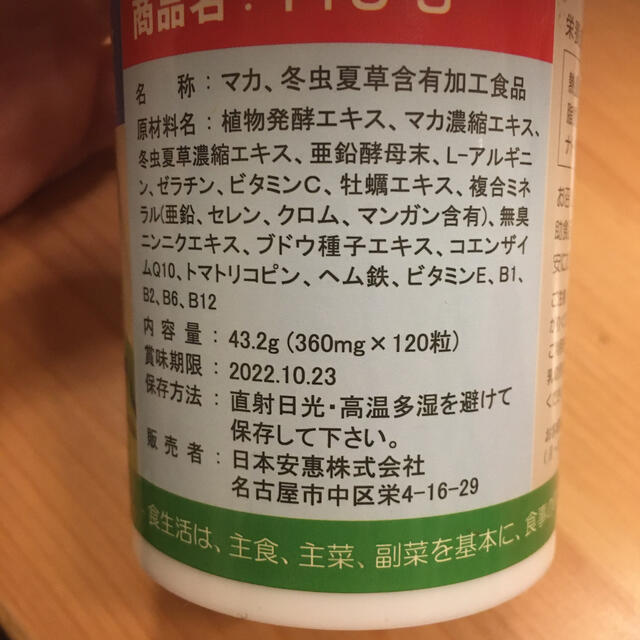 商品名：
名　　称：マカ、冬虫夏草含有加工食品
原材料名：植物発酵エキス、マカ濃縮エキス、
冬虫夏草濃縮エキス、亜鉛酵母末、L-アルギニ
ン、ゼラチン、ビタミンC、牡蠣エキス、複合ミネ
ラル(亜鉛、セレン、クロム、マンガン含有)、無臭
ニンニクエキス、ブドウ種子エキス、コエンザイ
ムQ10、トマトリコピン、ヘム鉄、ビタミンE、B1、
B2、B6、B12
内容量：43.2g（360mg×120粒）
賞味期限：2022.10.23
保存方法：直射日光・高温多湿を避けて
保存して下さい。
販売者：日本安惠株式会社
名古屋市中区栄4-16-29
食生活は、主食、主菜、副菜を基本に、食事の